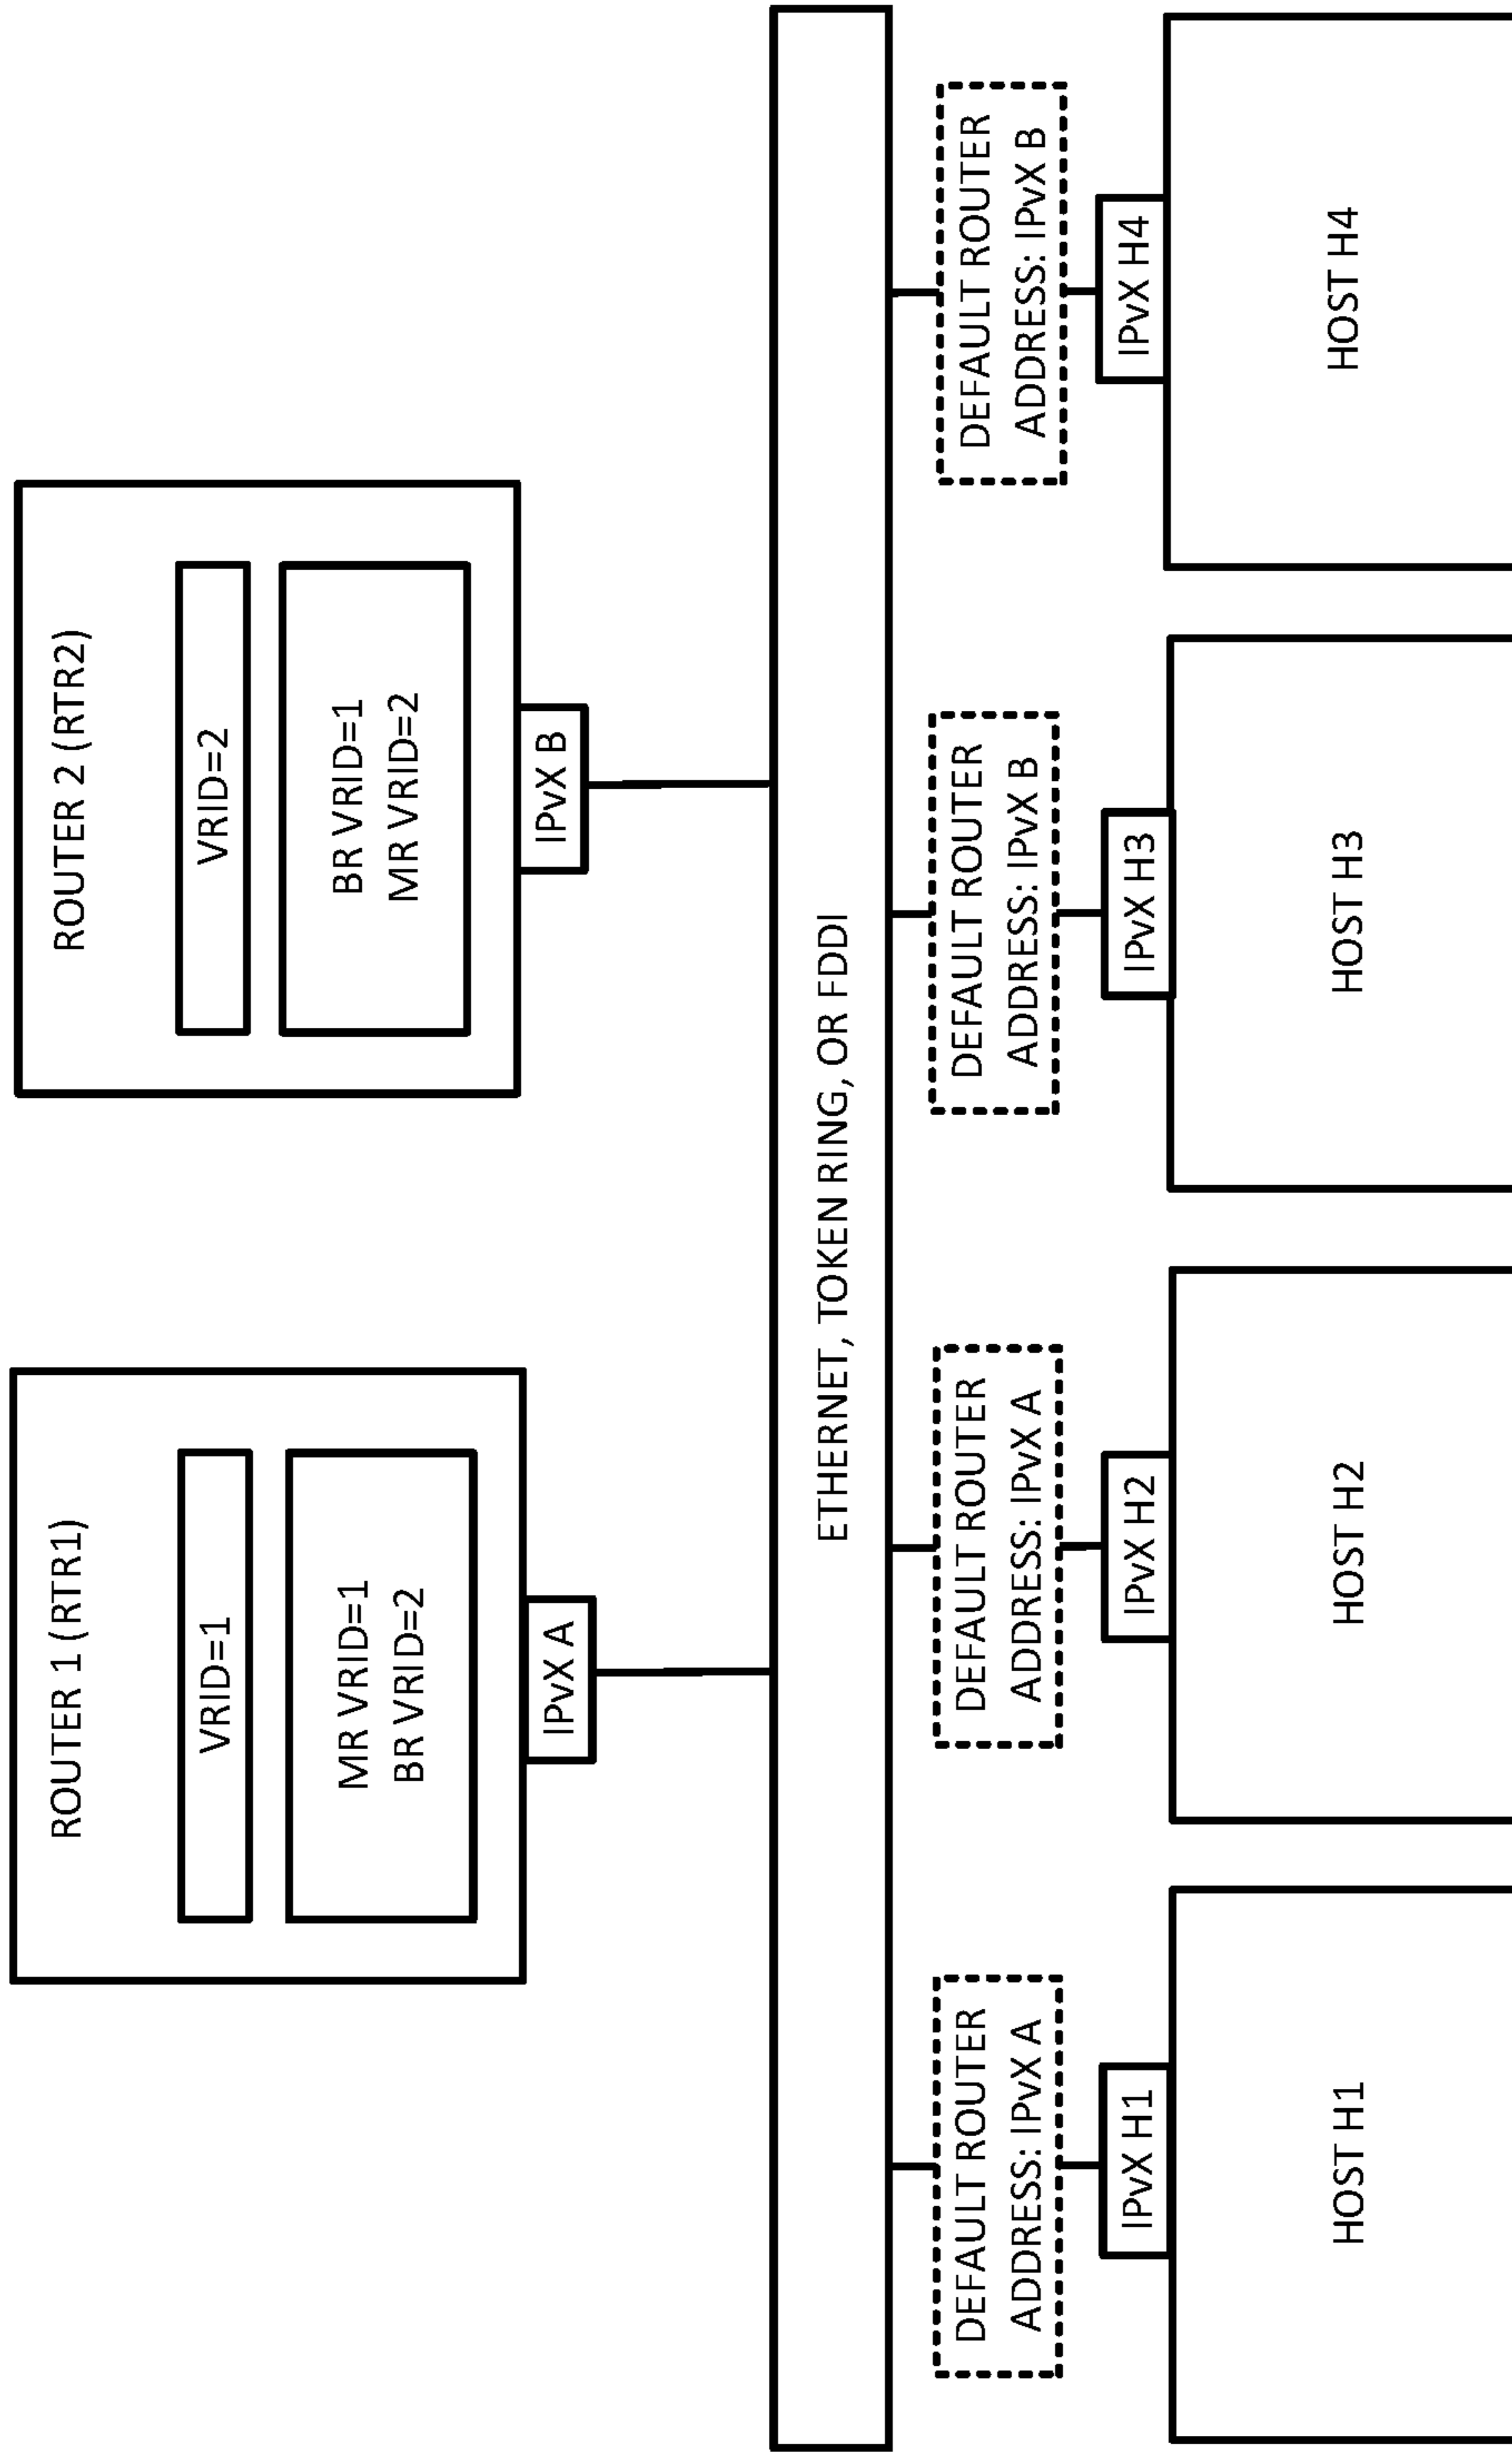 ROUTER 1 (RTR1)
VRID=1
MR VRID=1
BR VRID=2
IPvX A
ROUTER 2 (RTR2)
VRID=2
BR VRID=1
MR VRID=2
IPvX B
ETHERNET, TOKEN RING, OR FDDI
DEFAULT ROUTER
ADDRESS: IPvX A
IPvX H1
HOST H1
DEFAULT ROUTER
ADDRESS: IPvX A
IPvX H2
HOST H2
DEFAULT ROUTER
ADDRESS: IPvX B
IPvX H3
HOST H3
DEFAULT ROUTER
ADDRESS: IPvX B
IPvX H4
HOST H4